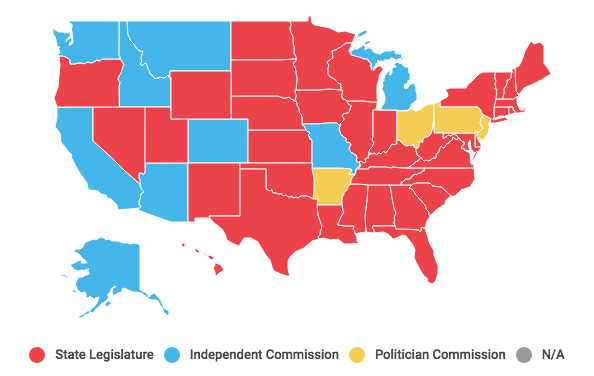 State Legislature Independent Commission Politician Commission N/A